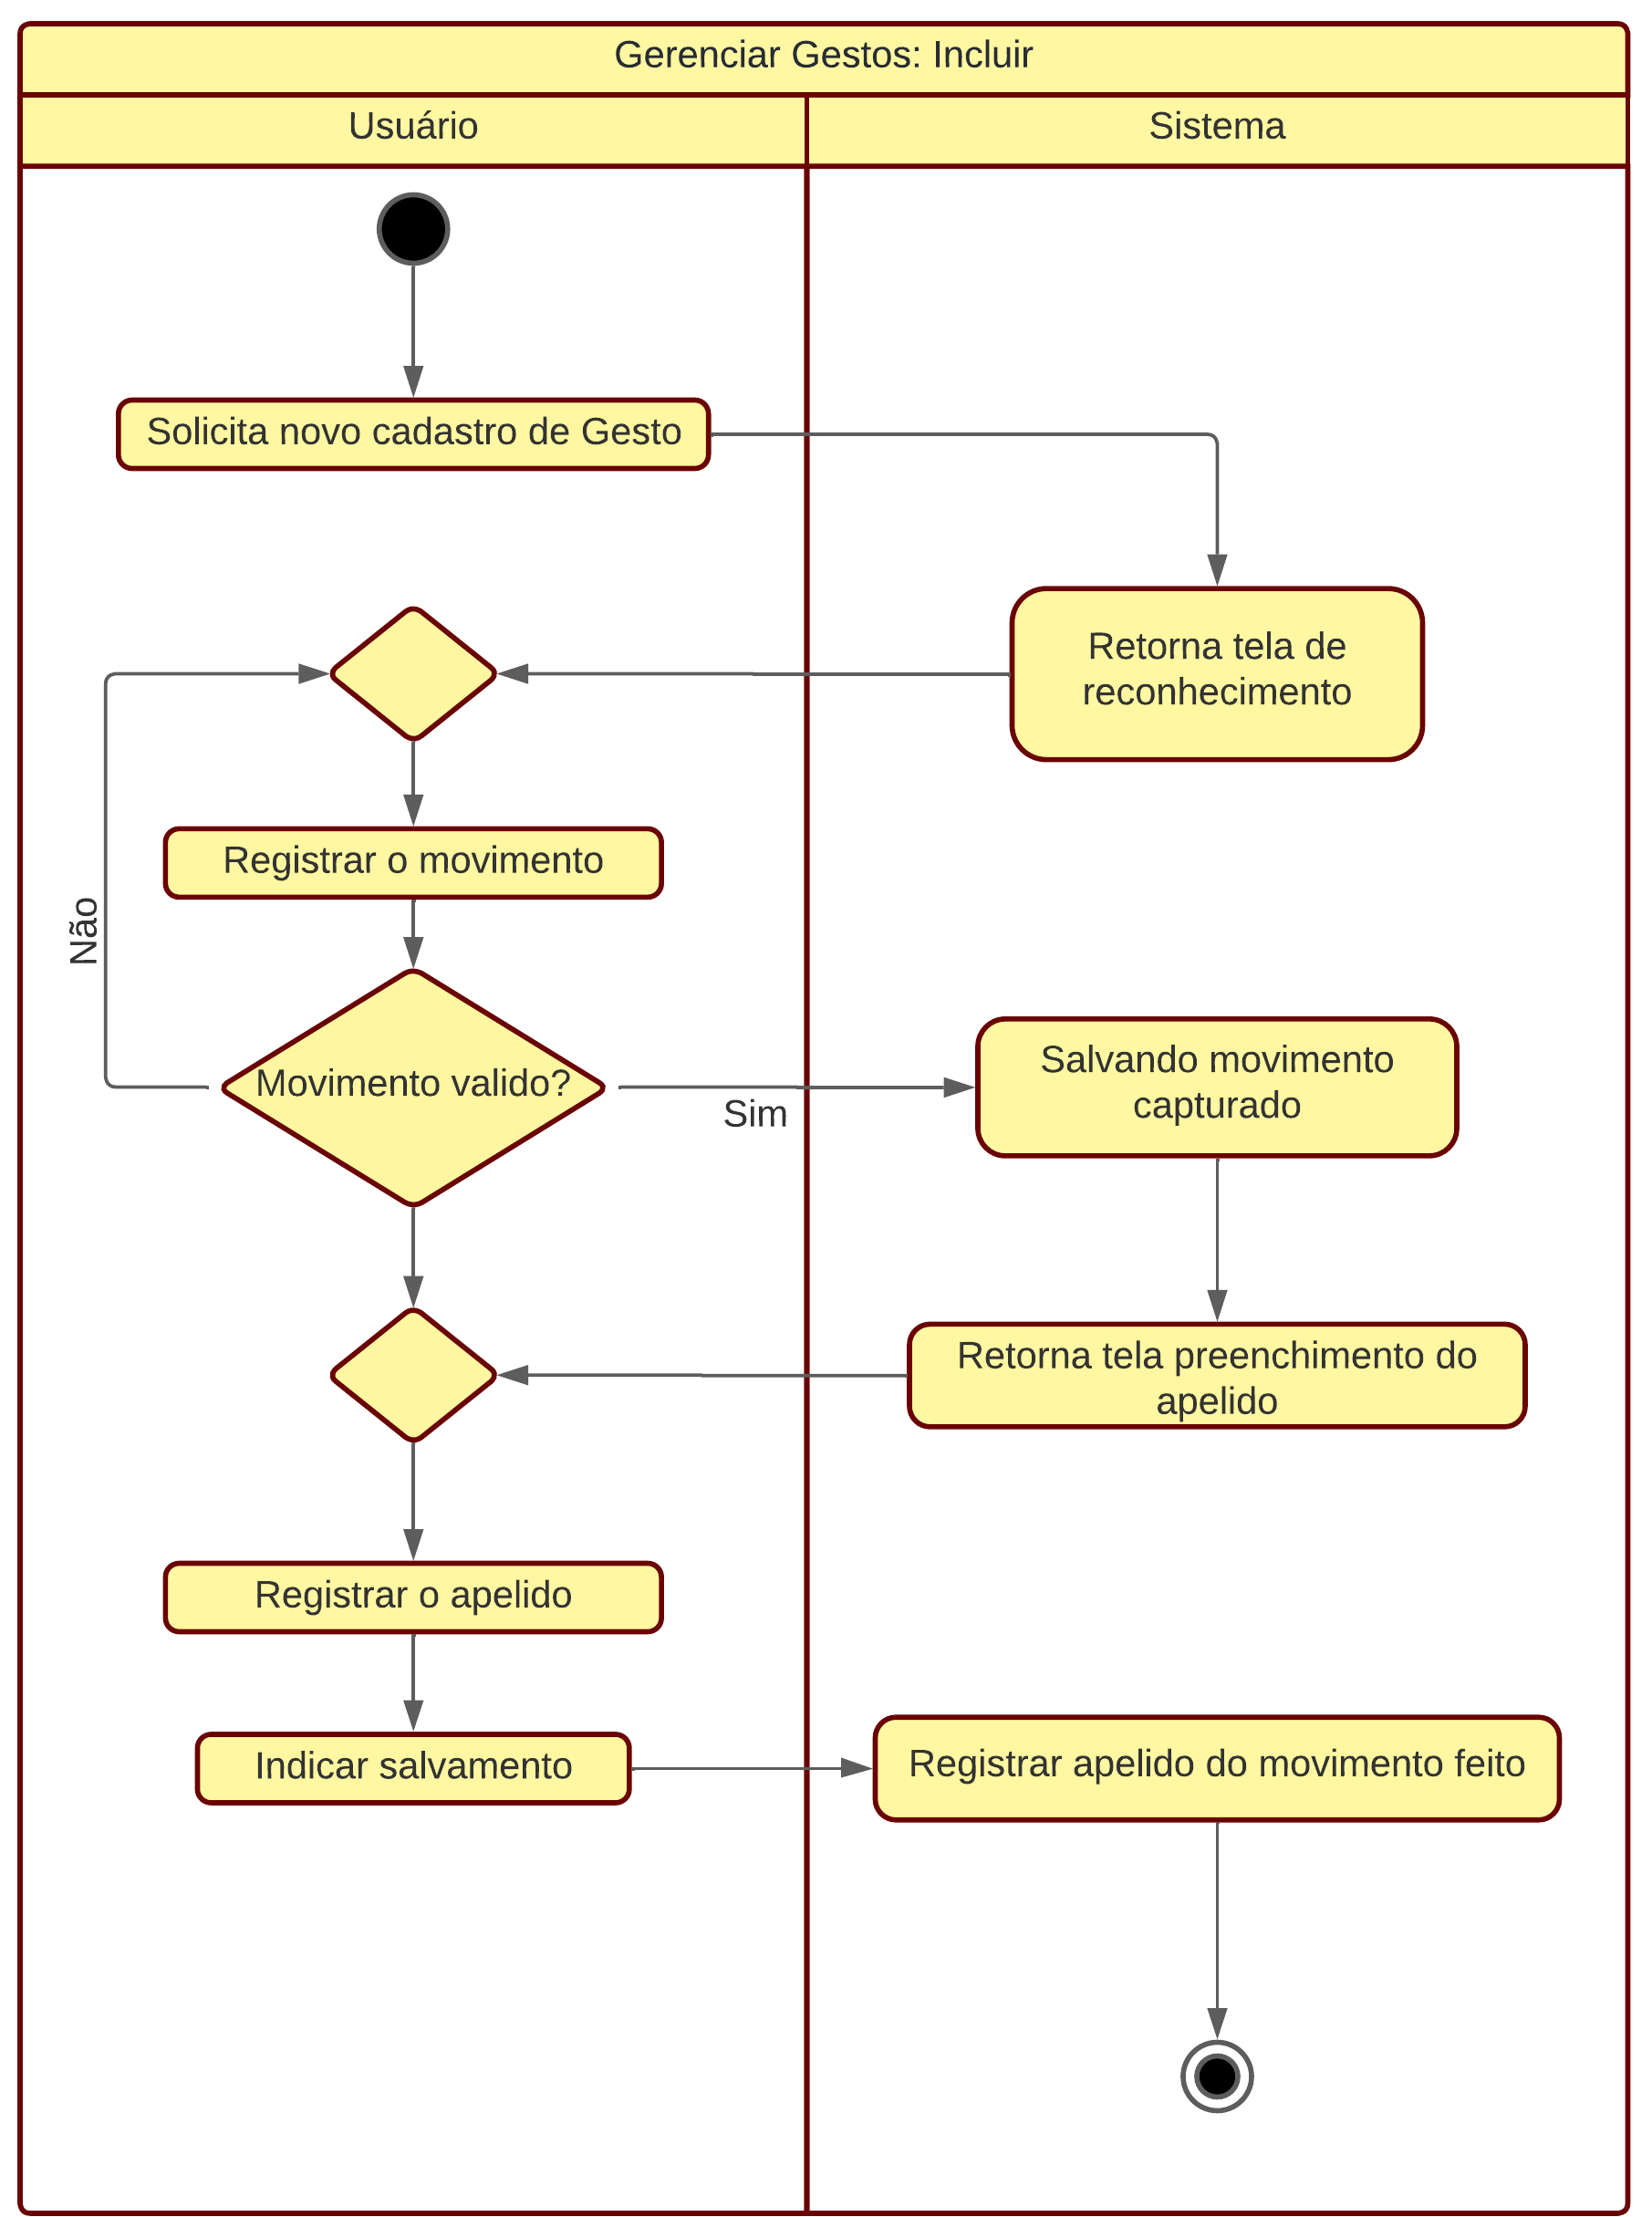 Gerenciar Gestos: Incluir
Usuário
Sistema
Solicita novo cadastro de Gesto
Retorna tela de
reconhecimento
Registrar o movimento
Não
Movimento valido?
Sim
Salvando movimento
capturado
Retorna tela preenchimento do
apelido
Registrar o apelido
Indicar salvamento
Registrar apelido do movimento feito